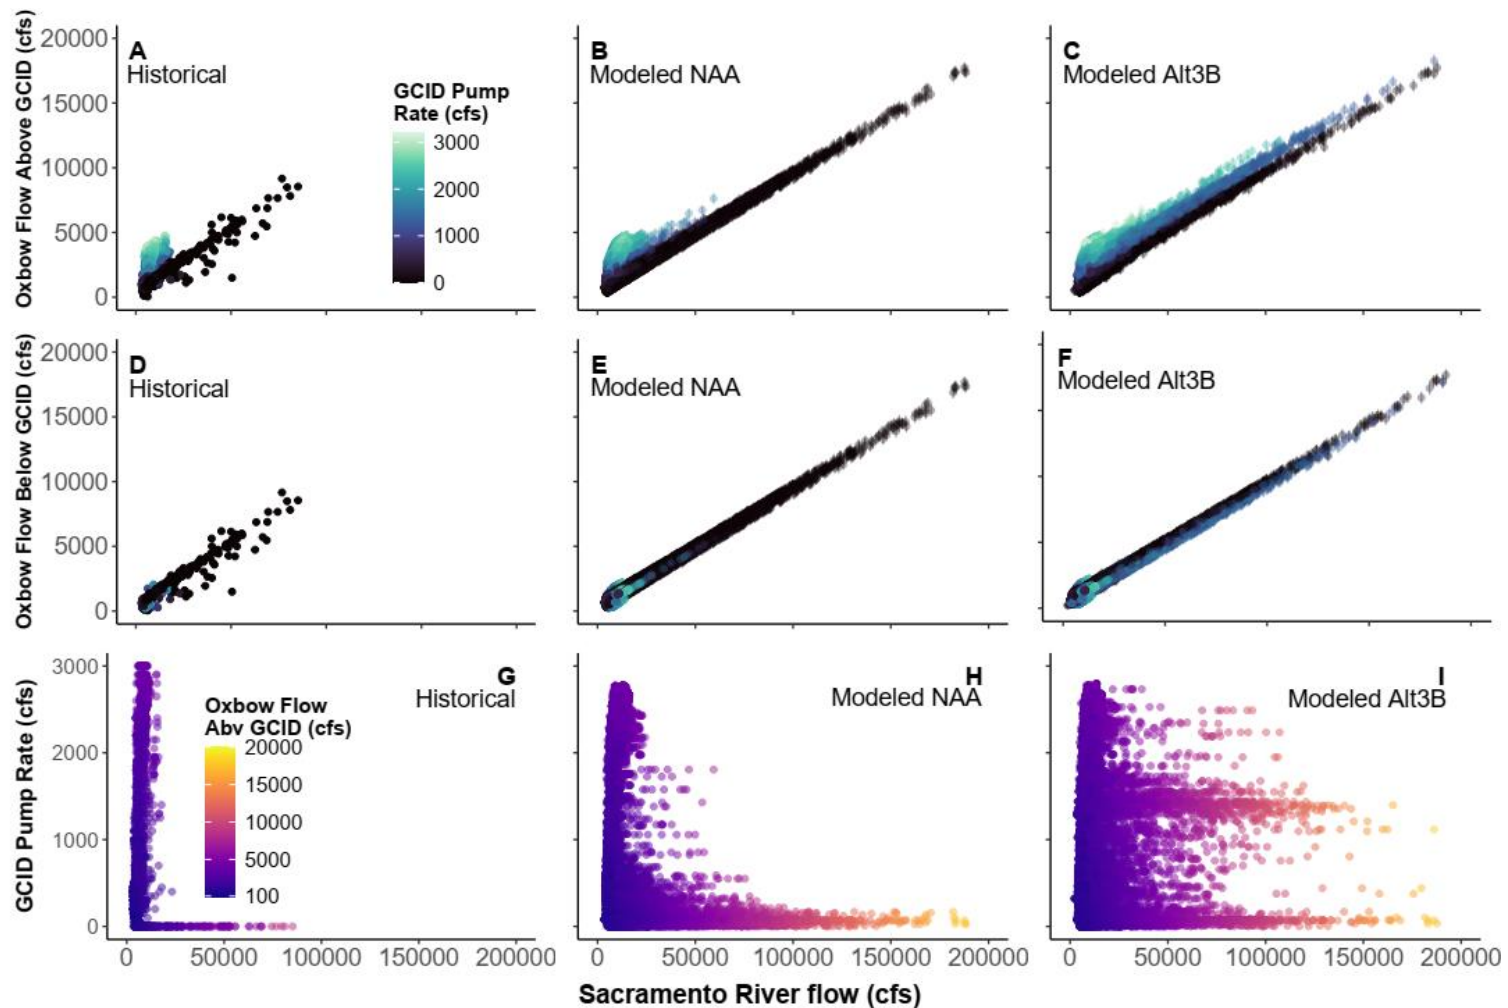 Oxbow Flow Above GCID (cfs)
20000
15000
10000
5000
0
A
Historical
GCID Pump
Rate (cfs)
3000
2000
1000
0
B
Modeled NAA
C
Modeled Alt3B
Oxbow Flow Below GCID (cfs)
20000
15000
10000
5000
0
D
Historical
E
Modeled NAA
F
Modeled Alt3B
GCID Pump Rate (cfs)
3000
2000
1000
0
G
Historical
Oxbow Flow
Abv GCID (cfs)
20000
15000
10000
5000
100
H
Modeled NAA
I
Modeled Alt3B
0 50000 100000 150000 200000
0 50000 100000 150000 200000
0 50000 100000 150000 200000
Sacramento River flow (cfs)